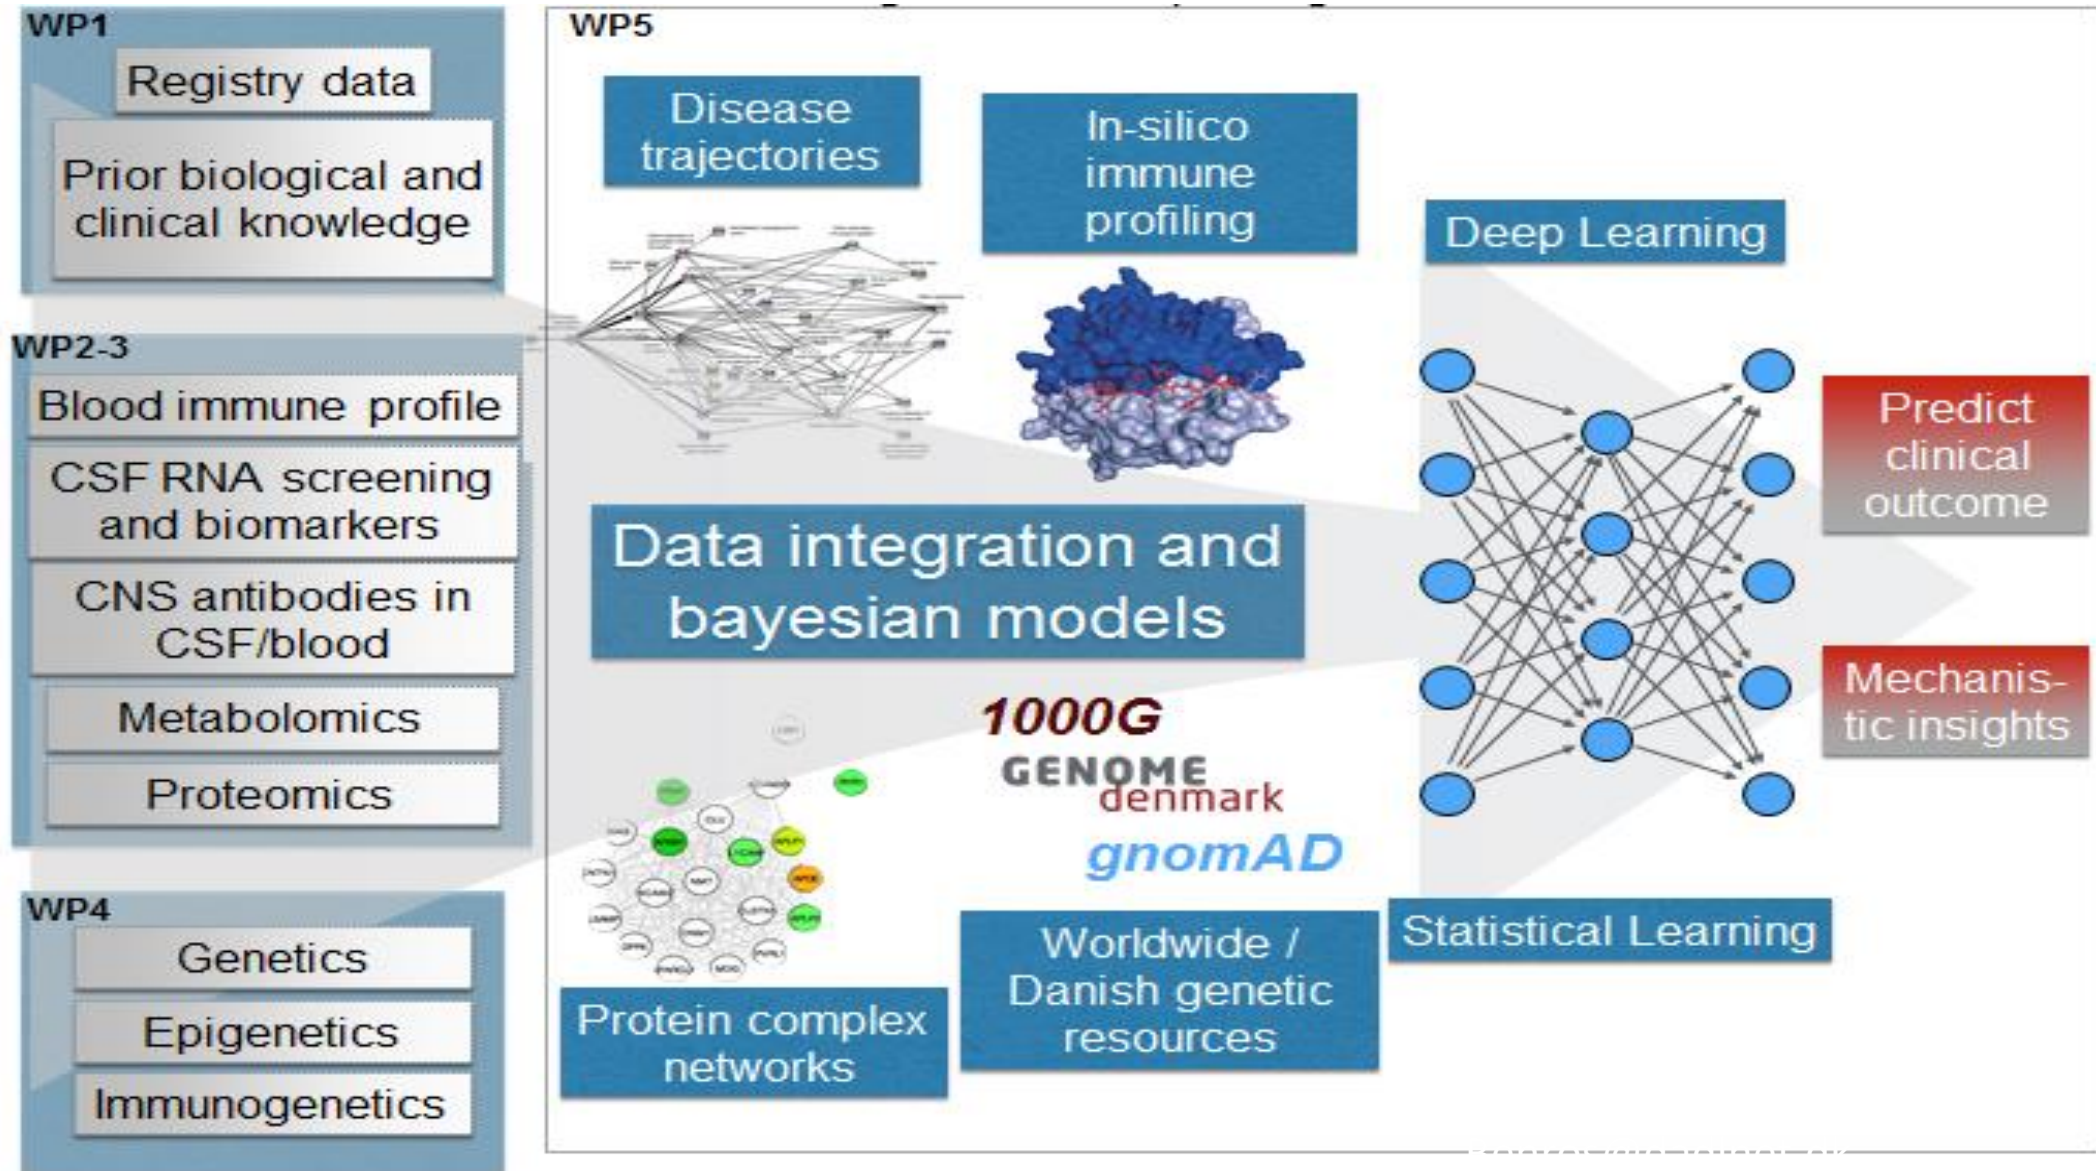 WP1
Registry data
Prior biological and
clinical knowledge
WP2-3
Blood immune profile
CSF RNA screening
and biomarkers
CNS antibodies in
CSF/blood
Metabolomics
Proteomics
WP4
Genetics
Epigenetics
Immunogenetics
WP5
Disease
trajectories
In-silico
immune
profiling
Data integration and
bayesian models
1000G
GENOME
denmark
gnomAD
Protein complex
networks
Worldwide /
Danish genetic
resources
Deep Learning
Statistical Learning
Predict
clinical
outcome
Mechanis-
tic insights